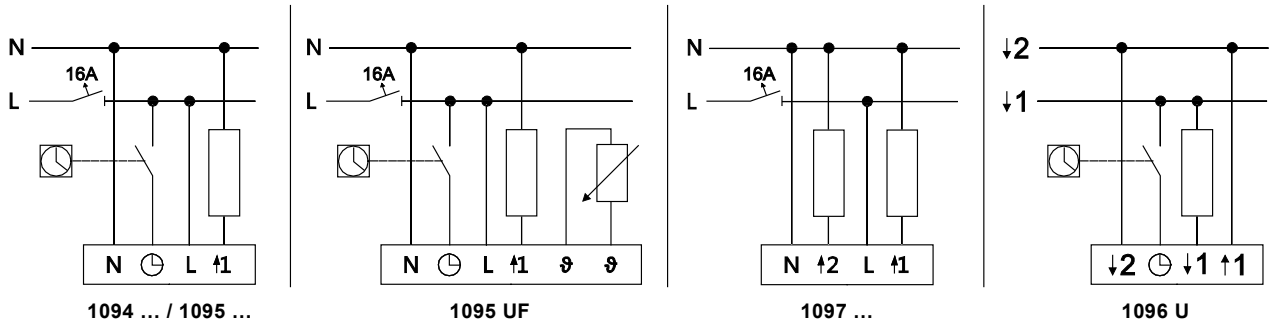 N
16A
L
N L ↑1
1094 ... / 1095 ...
N
16A
L
N L ↑1 ϑ ϑ
1095 UF
N
16A
L
N ↑2 L ↑1
1097 ...
↓2
↓1
↓2 ↓1 ↑1
1096 U